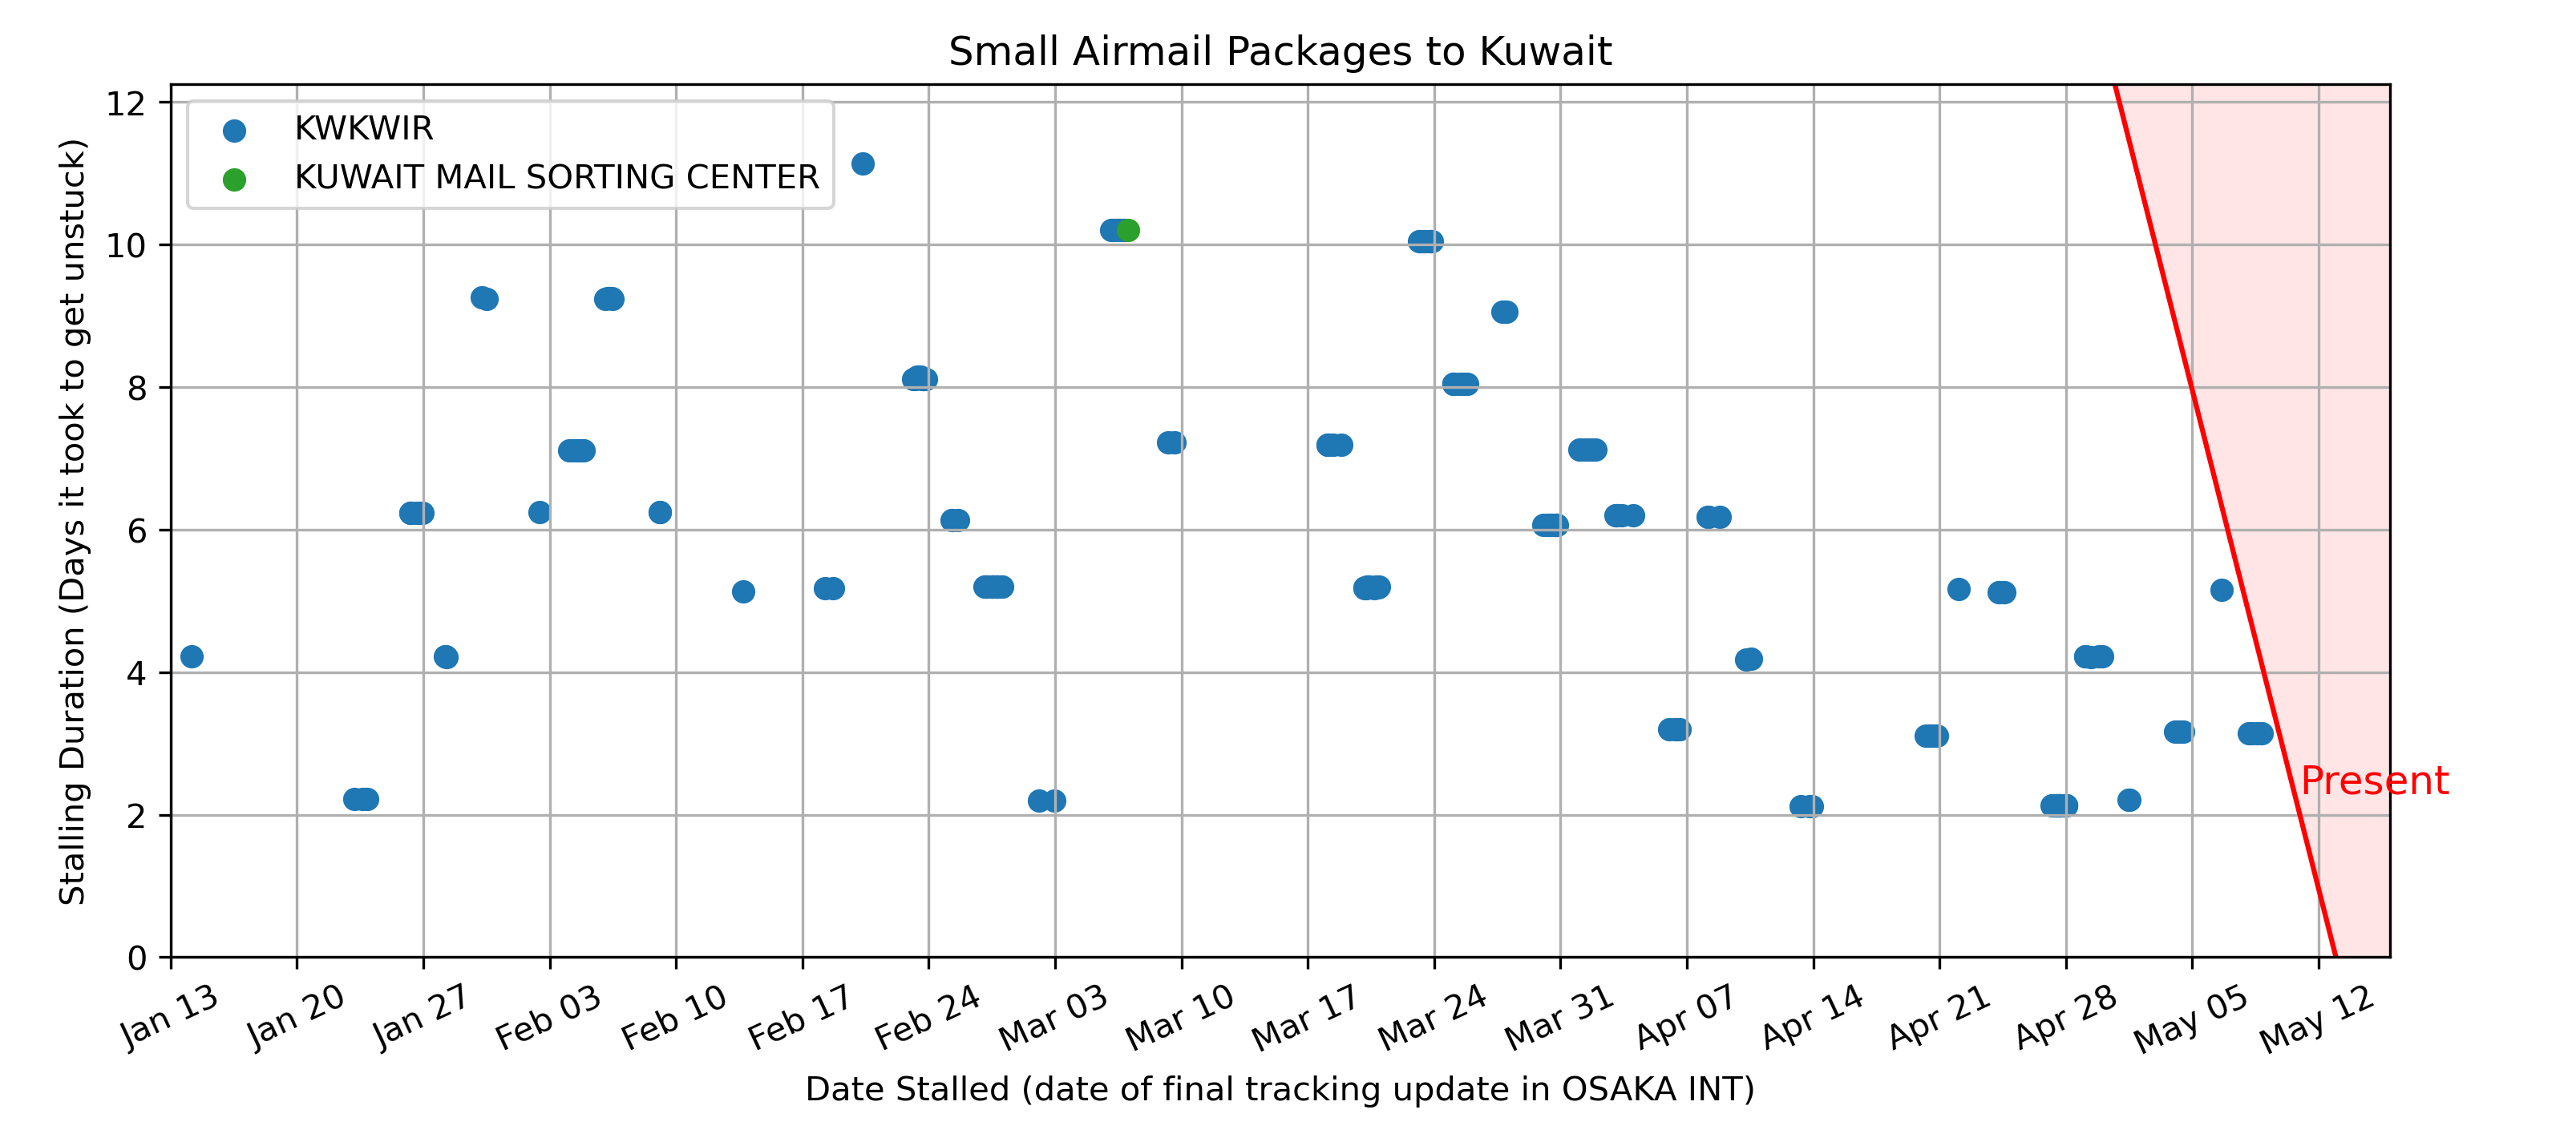 Small Airmail Packages to Kuwait
KWKWIR
KUWAIT MAIL SORTING CENTER
Stalling Duration (Days it took to get unstuck)
12
10
8
6
4
2
0
Present
Jan 13
Jan 20
Jan 27
Feb 03
Feb 10
Feb 17
Feb 24
Mar 03
Mar 10
Mar 17
Mar 24
Mar 31
Apr 07
Apr 14
Apr 21
Apr 28
May 05
May 12
Date Stalled (date of final tracking update in OSAKA INT)